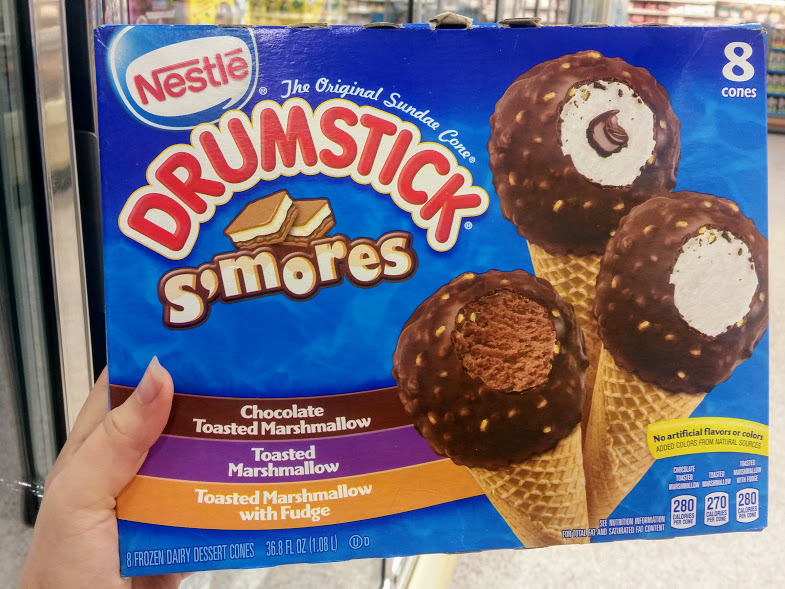 Nestlé®
The Original Sundae Cone®
DRUMSTICK®
S'mores
8
cones
Chocolate
Toasted Marshmallow
Toasted
Marshmallow
Toasted Marshmallow
with Fudge
8 FROZEN DAIRY DESSERT CONES 36.8 FL OZ (1.08 L) U D
No artificial flavors or colors
ADDED COLORS FROM NATURAL SOURCES
CHOCOLATE
TOASTED
MARSHMALLOW
280
CALORIES
PER CONE
TOASTED
MARSHMALLOW
270
CALORIES
PER CONE
TOASTED
MARSHMALLOW
WITH FUDGE
280
CALORIES
PER CONE
SEE NUTRITION INFORMATION
FOR TOTAL FAT AND SATURATED FAT CONTENT